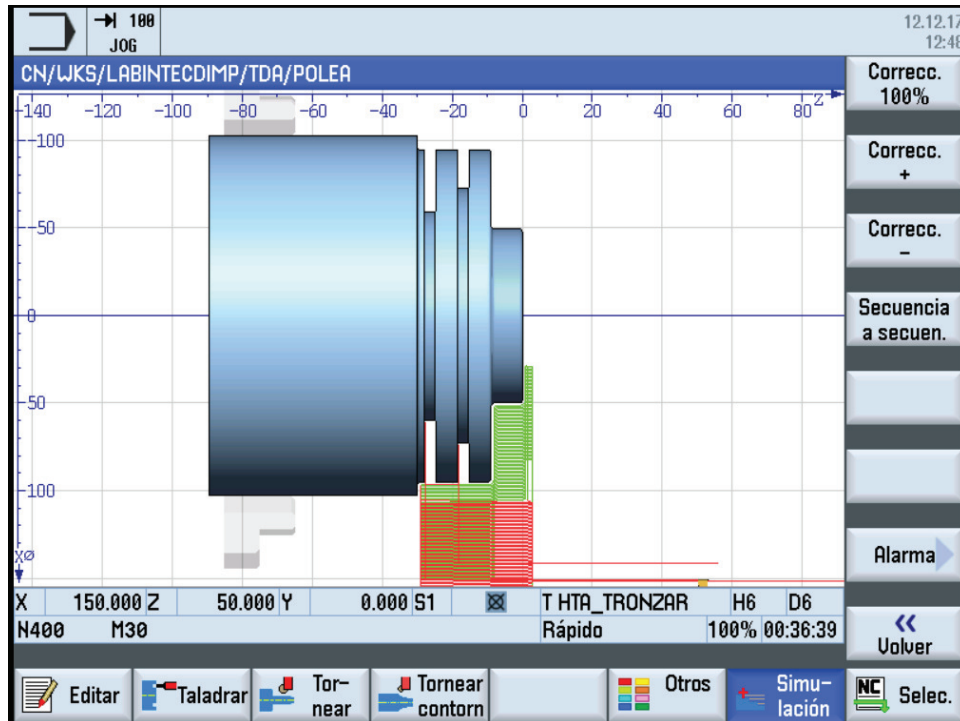 100 12.12.17
JOG 12:48
CN/WKS/LABINTECDIMP/TDA/POLEA
-140 -120 -100 -80 -60 -40 -20 0 20 40 60 80 Z
-100
-50
0
50
100
XØ
X 150.000 Z 50.000 Y 0.000 S1 T HTA_TRONZAR H6 D6
N400 M30 Rápido 100% 00:36:39
Correcc.
100%
Correcc.
+
Correcc.
-
Secuencia
a secuen.
Alarma
<<
Volver
Editar
Taladrar
Tor-
near
Tornear
contorn
Otros
Simu-
lación
NC Selec.